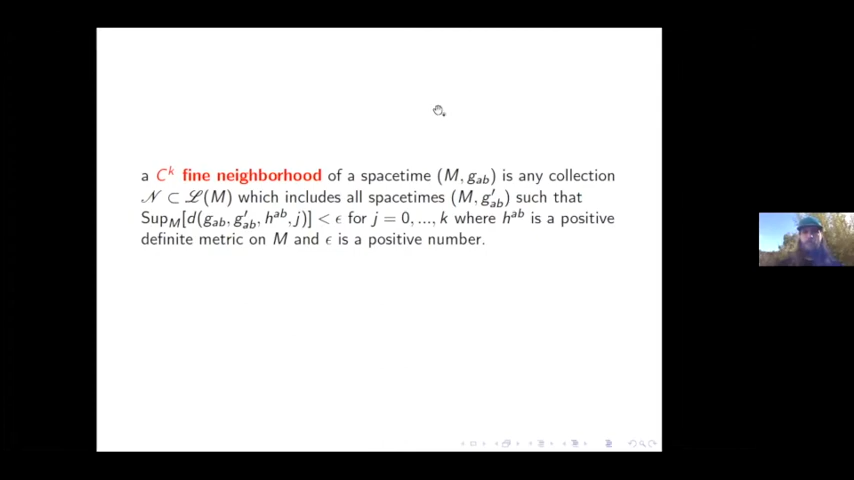 a Cᵏ fine neighborhood of a spacetime (M, g_ab) is any collection
𝒩 ⊂ ℒ(M) which includes all spacetimes (M, g′_ab) such that
Sup_M[d(g_ab, g′_ab, h^ab, j)] < ϵ for j = 0, ..., k where h^ab is a positive
definite metric on M and ϵ is a positive number.